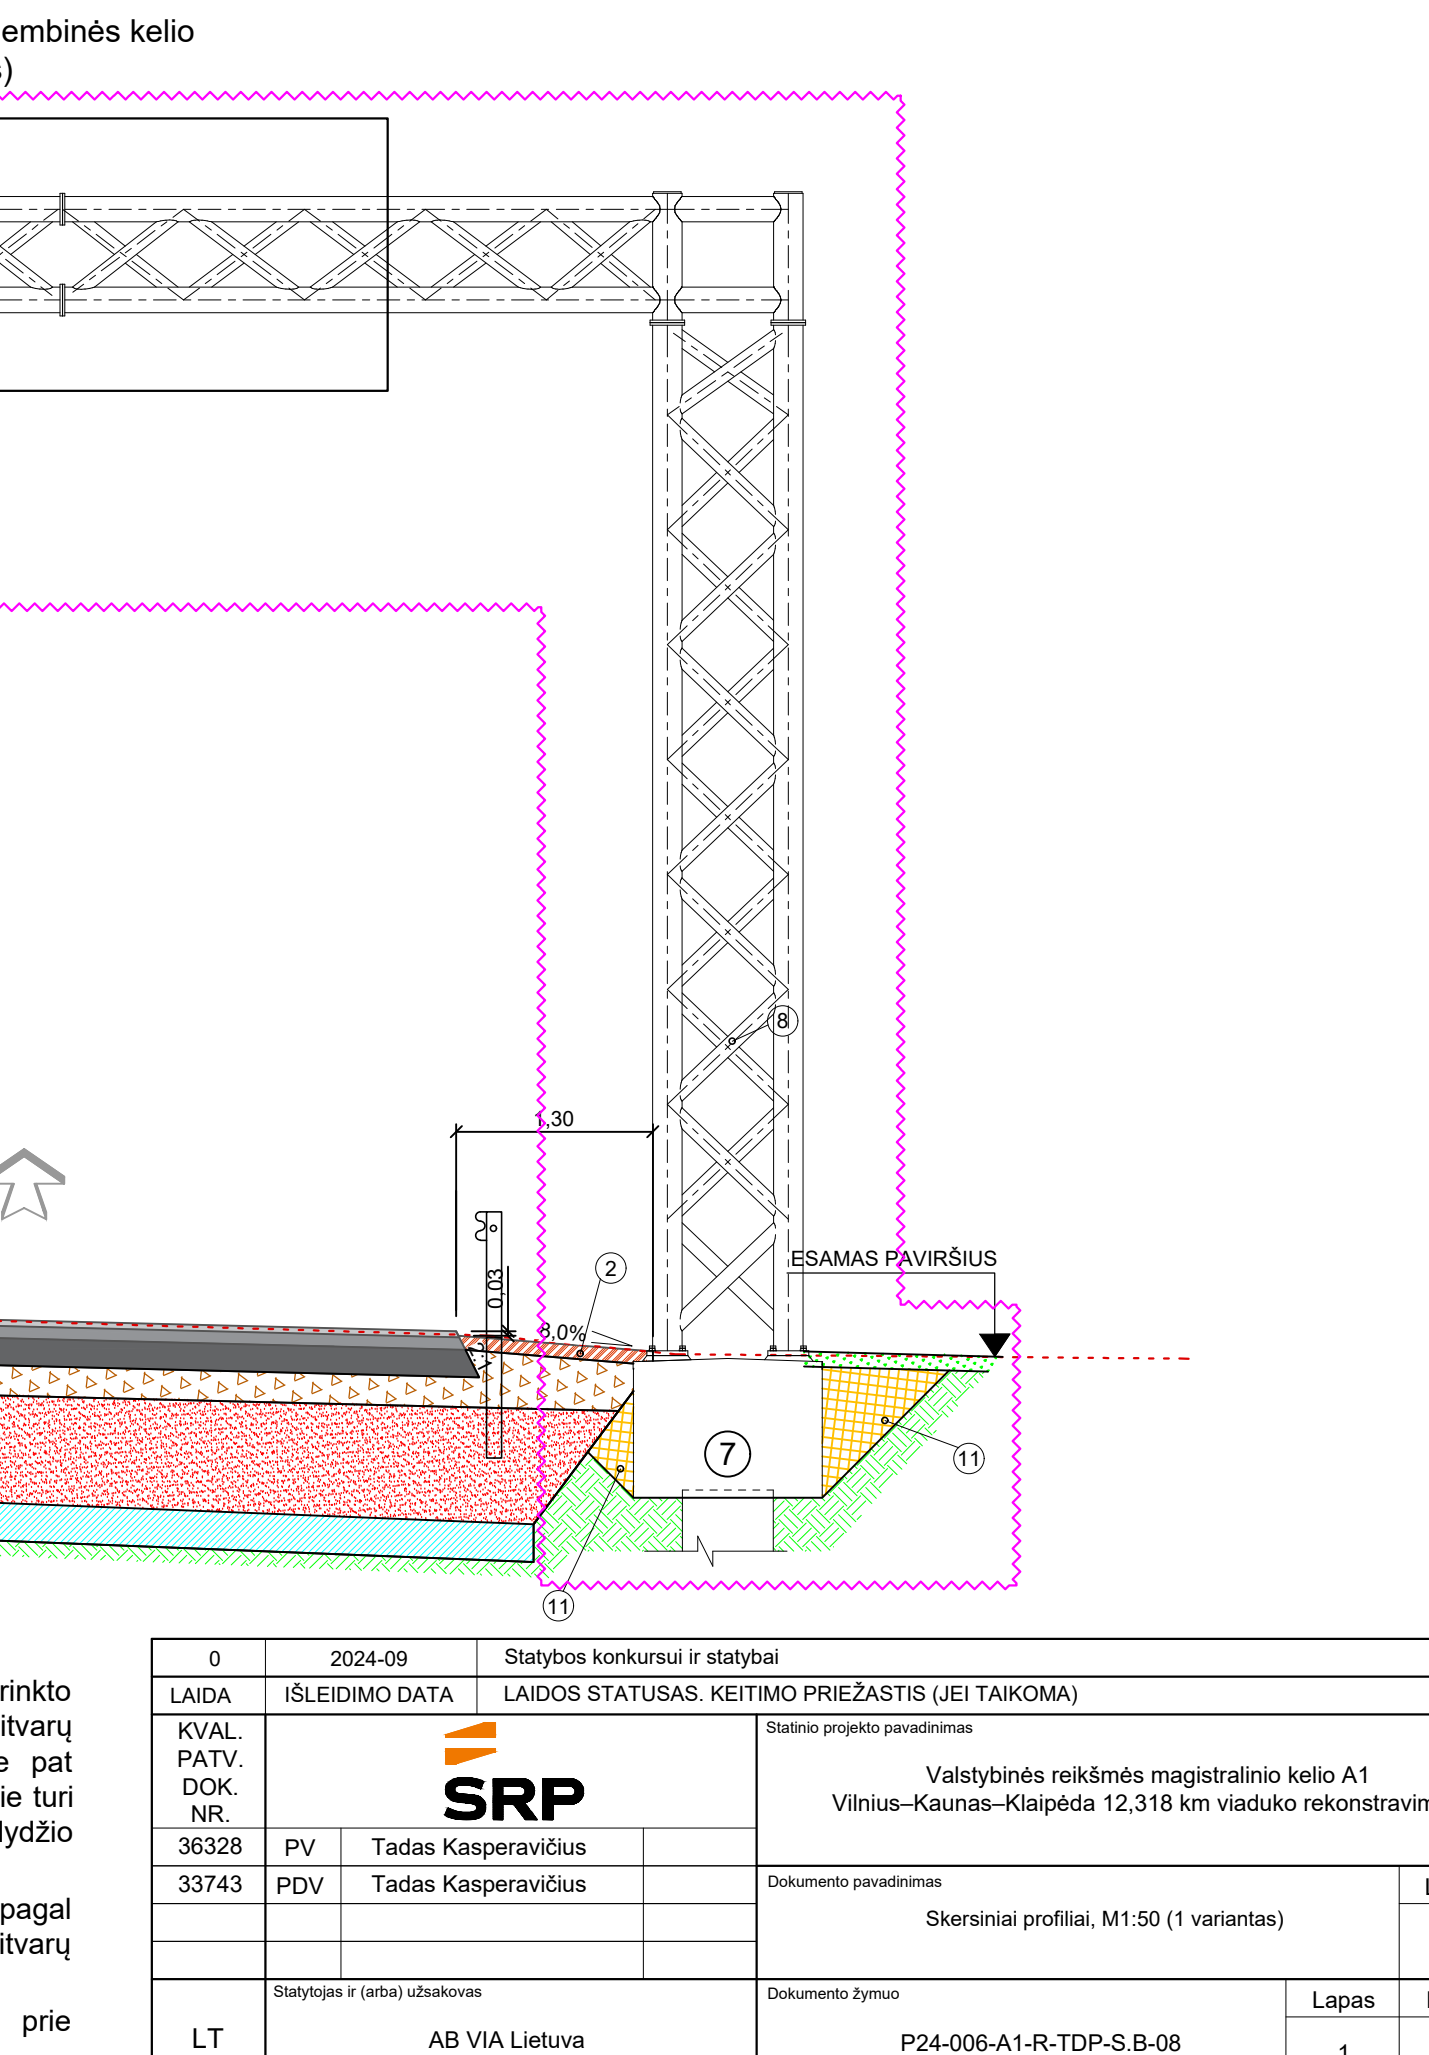 embinės kelio
s)
8
1,30
ESAMAS PAVIRŠIUS
2
0,03
3,0%
7
11
11
rinkto
itvarų
e pat
ie turi
lydžio
pagal
itvarų
prie
0 2024-09 Statybos konkursui ir statybai
LAIDA IŠLEIDIMO DATA LAIDOS STATUSAS. KEITIMO PRIEŽASTIS (JEI TAIKOMA)
KVAL.
PATV.
DOK.
NR.
SRP
Statinio projekto pavadinimas
Valstybinės reikšmės magistralinio kelio A1
Vilnius–Kaunas–Klaipėda 12,318 km viaduko rekonstravim
36328 PV Tadas Kasperavičius
33743 PDV Tadas Kasperavičius
Dokumento pavadinimas
Skersiniai profiliai, M1:50 (1 variantas)
Statytojas ir (arba) užsakovas
LT AB VIA Lietuva
Dokumento žymuo
P24-006-A1-R-TDP-S.B-08
Lapas
1